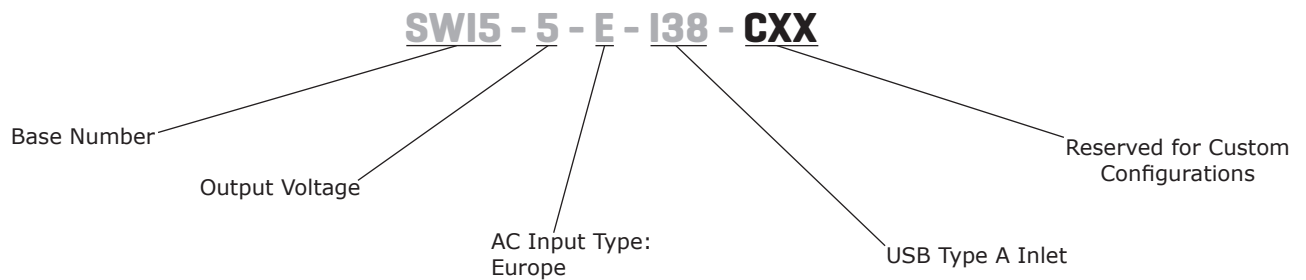 SWI5 - 5 - E - I38 - CXX
Base Number
Output Voltage
AC Input Type:
Europe
USB Type A Inlet
Reserved for Custom
Configurations